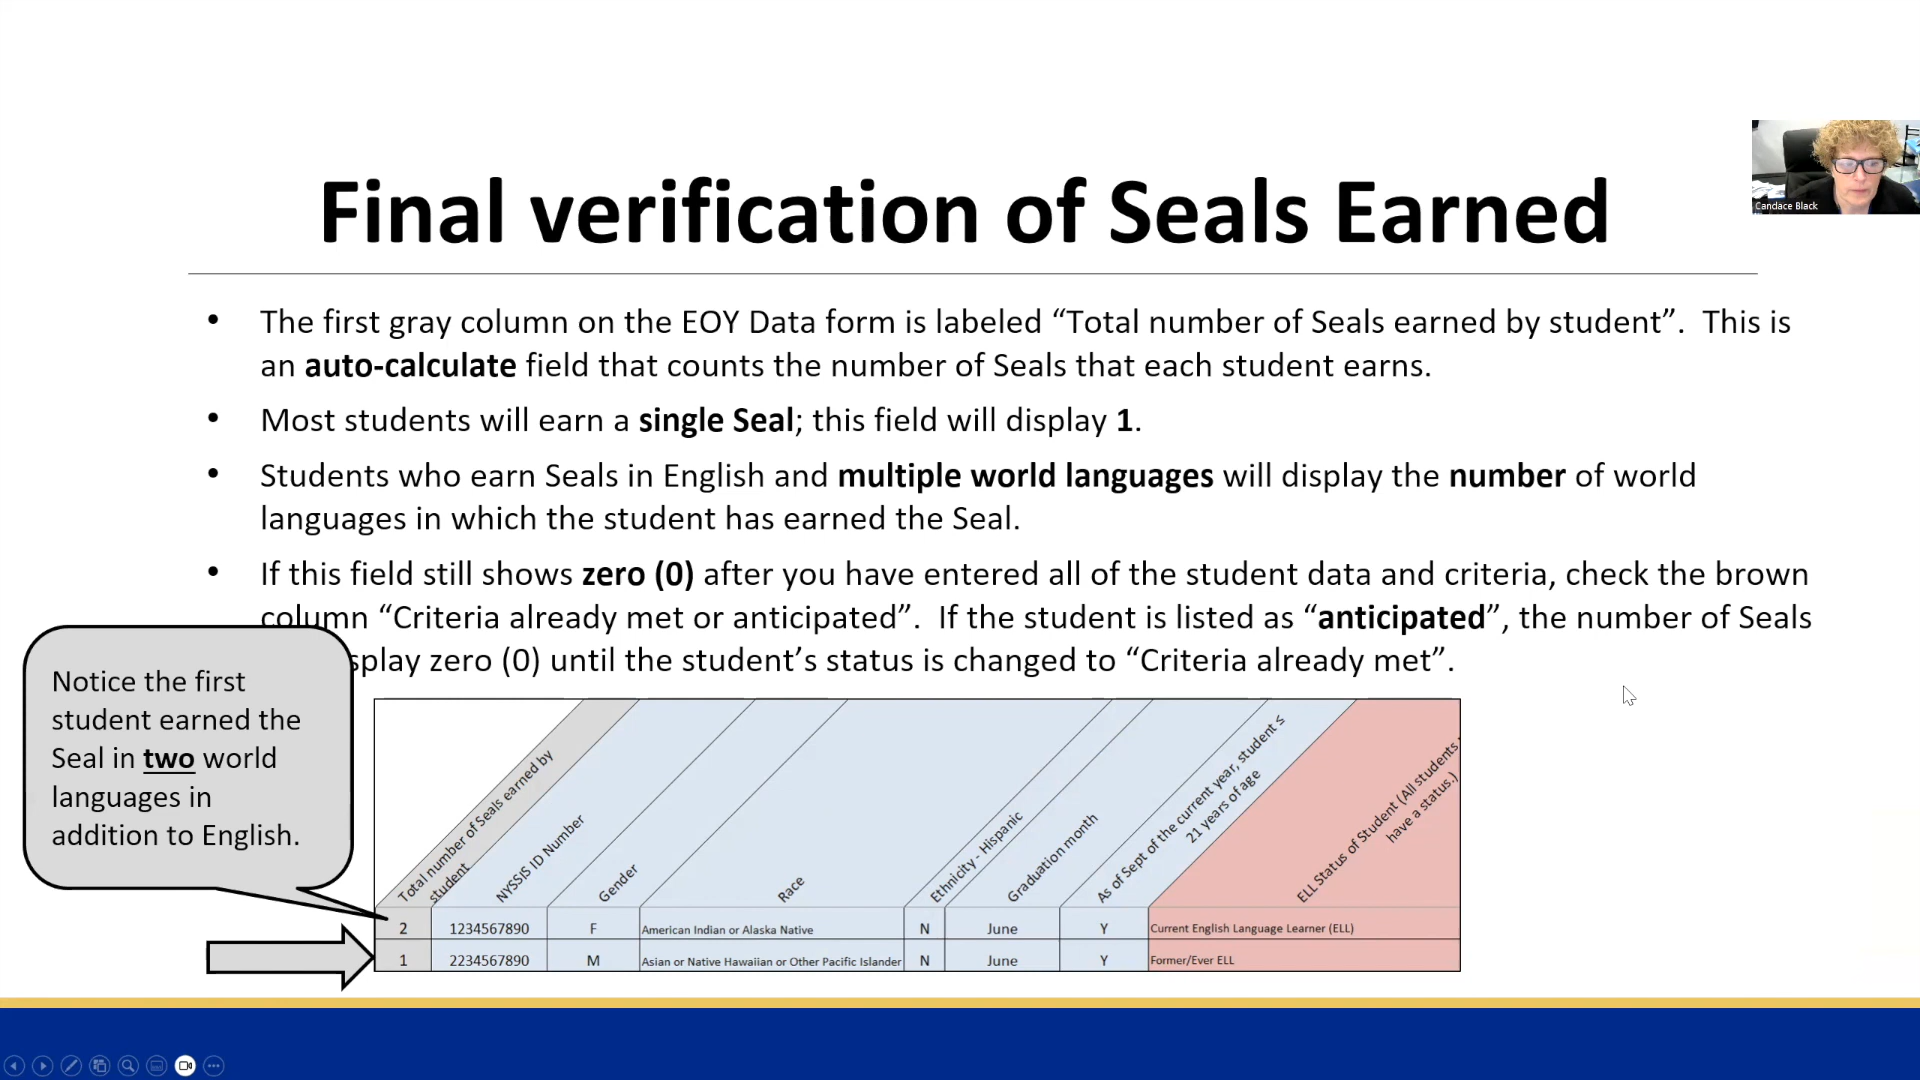 Final verification of Seals Earned
Candace Black
• The first gray column on the EOY Data form is labeled “Total number of Seals earned by student”.  This is
an auto-calculate field that counts the number of Seals that each student earns.
• Most students will earn a single Seal; this field will display 1.
• Students who earn Seals in English and multiple world languages will display the number of world
languages in which the student has earned the Seal.
• If this field still shows zero (0) after you have entered all of the student data and criteria, check the brown
column “Criteria already met or anticipated”.  If the student is listed as “anticipated”, the number of Seals
splay zero (0) until the student’s status is changed to “Criteria already met”.
Notice the first
student earned the
Seal in two world
languages in
addition to English.
Total number of Seals earned by
student
NYSSIS ID Number
Gender
Race
Ethnicity - Hispanic
Graduation month
As of Sept of the current year, student ≤
21 years of age
ELL Status of Student (All students
have a status.)
2 1234567890 F American Indian or Alaska Native N June Y Current English Language Learner (ELL)
1 2234567890 M Asian or Native Hawaiian or Other Pacific Islander N June Y Former/Ever ELL